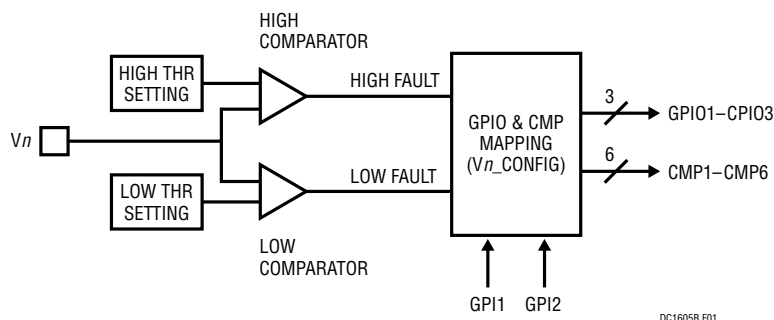 HIGH
COMPARATOR
HIGH THR
SETTING
HIGH FAULT
Vn
LOW THR
SETTING
LOW FAULT
LOW
COMPARATOR
GPIO & CMP
MAPPING
(Vn_CONFIG)
3
GPIO1–CPIO3
6
CMP1–CMP6
GPI1 GPI2
DC1605B F01